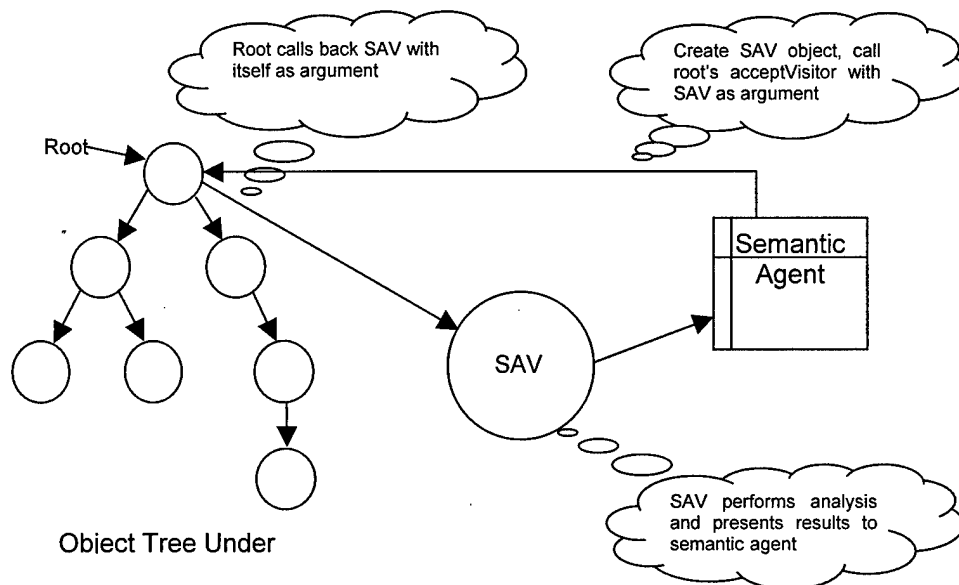 Root calls back SAV with
itself as argument
Create SAV object, call
root's acceptVisitor with
SAV as argument
Root
Semantic
Agent
SAV
SAV performs analysis
and presents results to
semantic agent
Object Tree Under